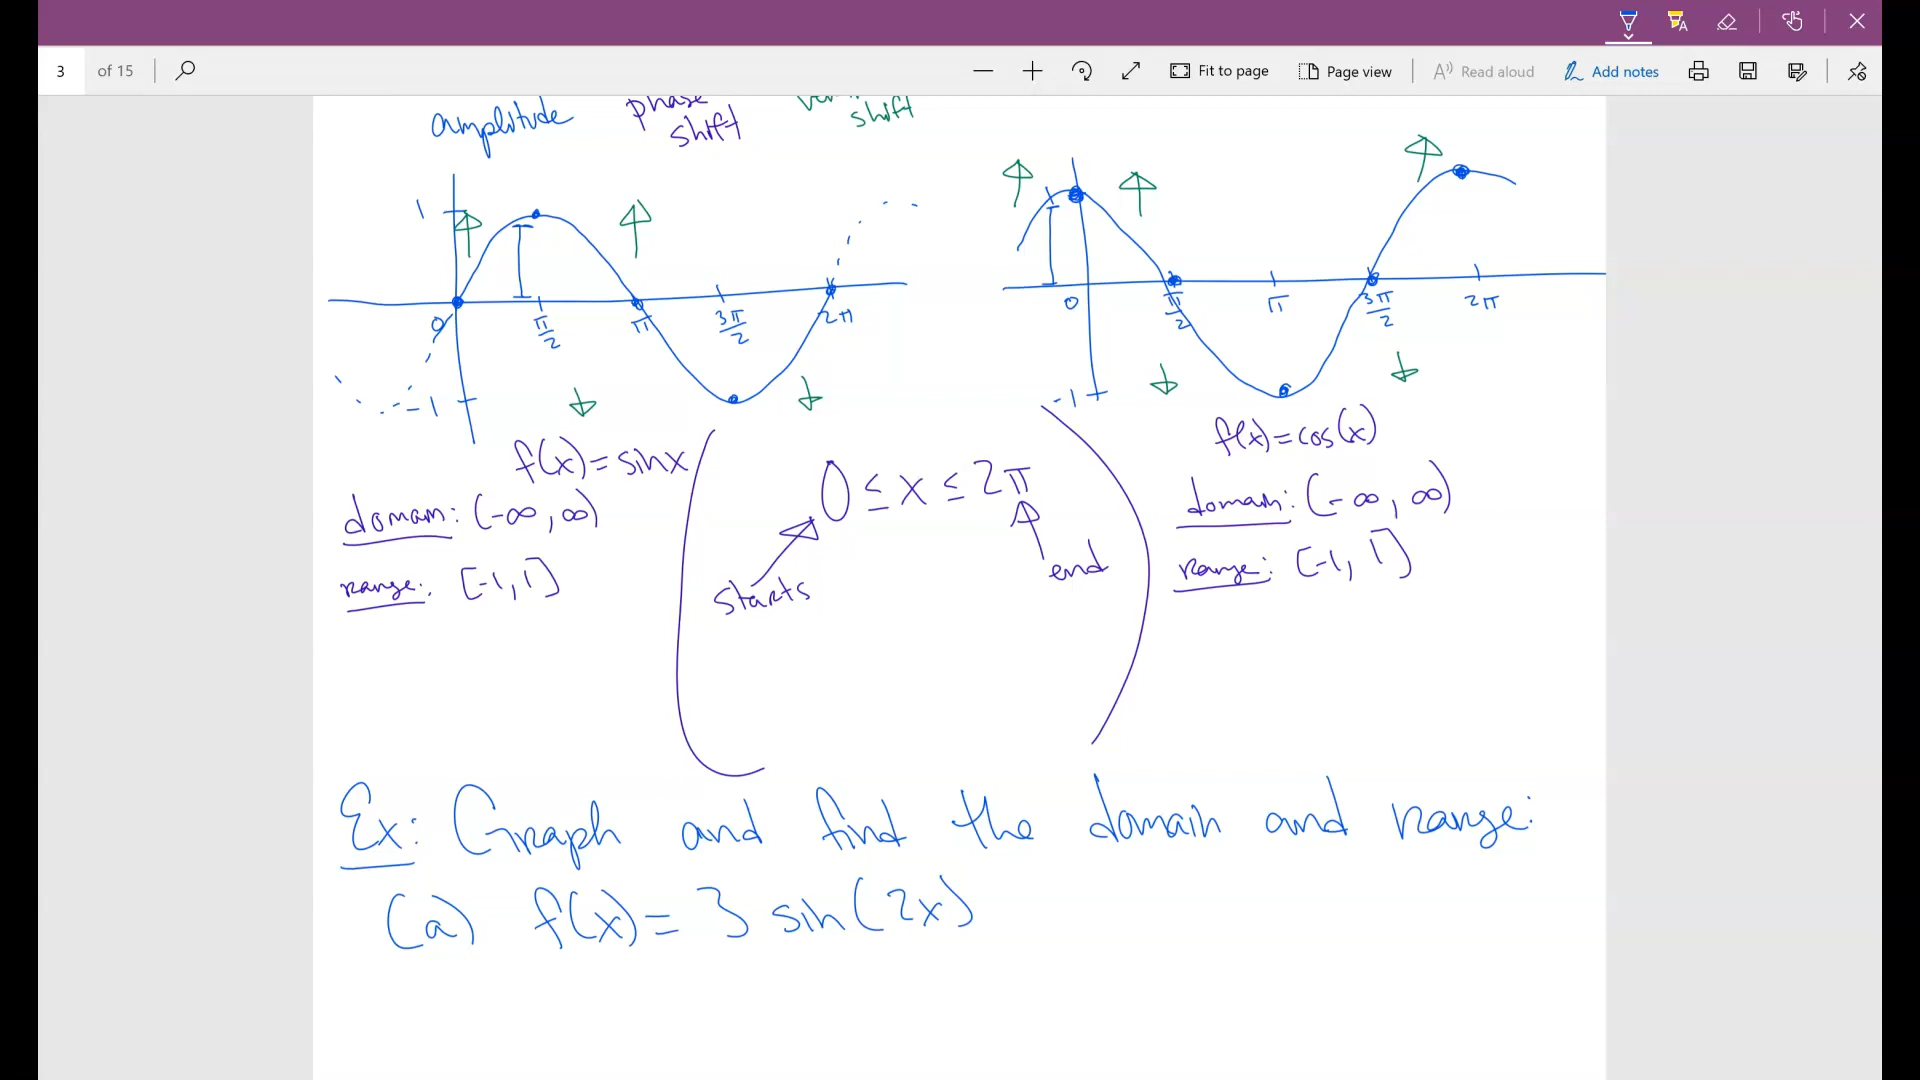 3 of 15 Fit to page Page view Read aloud Add notes
amplitude phase shift shift
1
0 π/2 π 3π/2 2π
-1
0 π/2 π 3π/2 2π
-1
f(x)=sinx
domain: (-∞, ∞)
range: [-1, 1]
0 ≤ x ≤ 2π
starts end
f(x)=cos(x)
domain: (-∞, ∞)
range: [-1, 1]
Ex: Graph and find the domain and range:
(a) f(x) = 3 sin(2x)